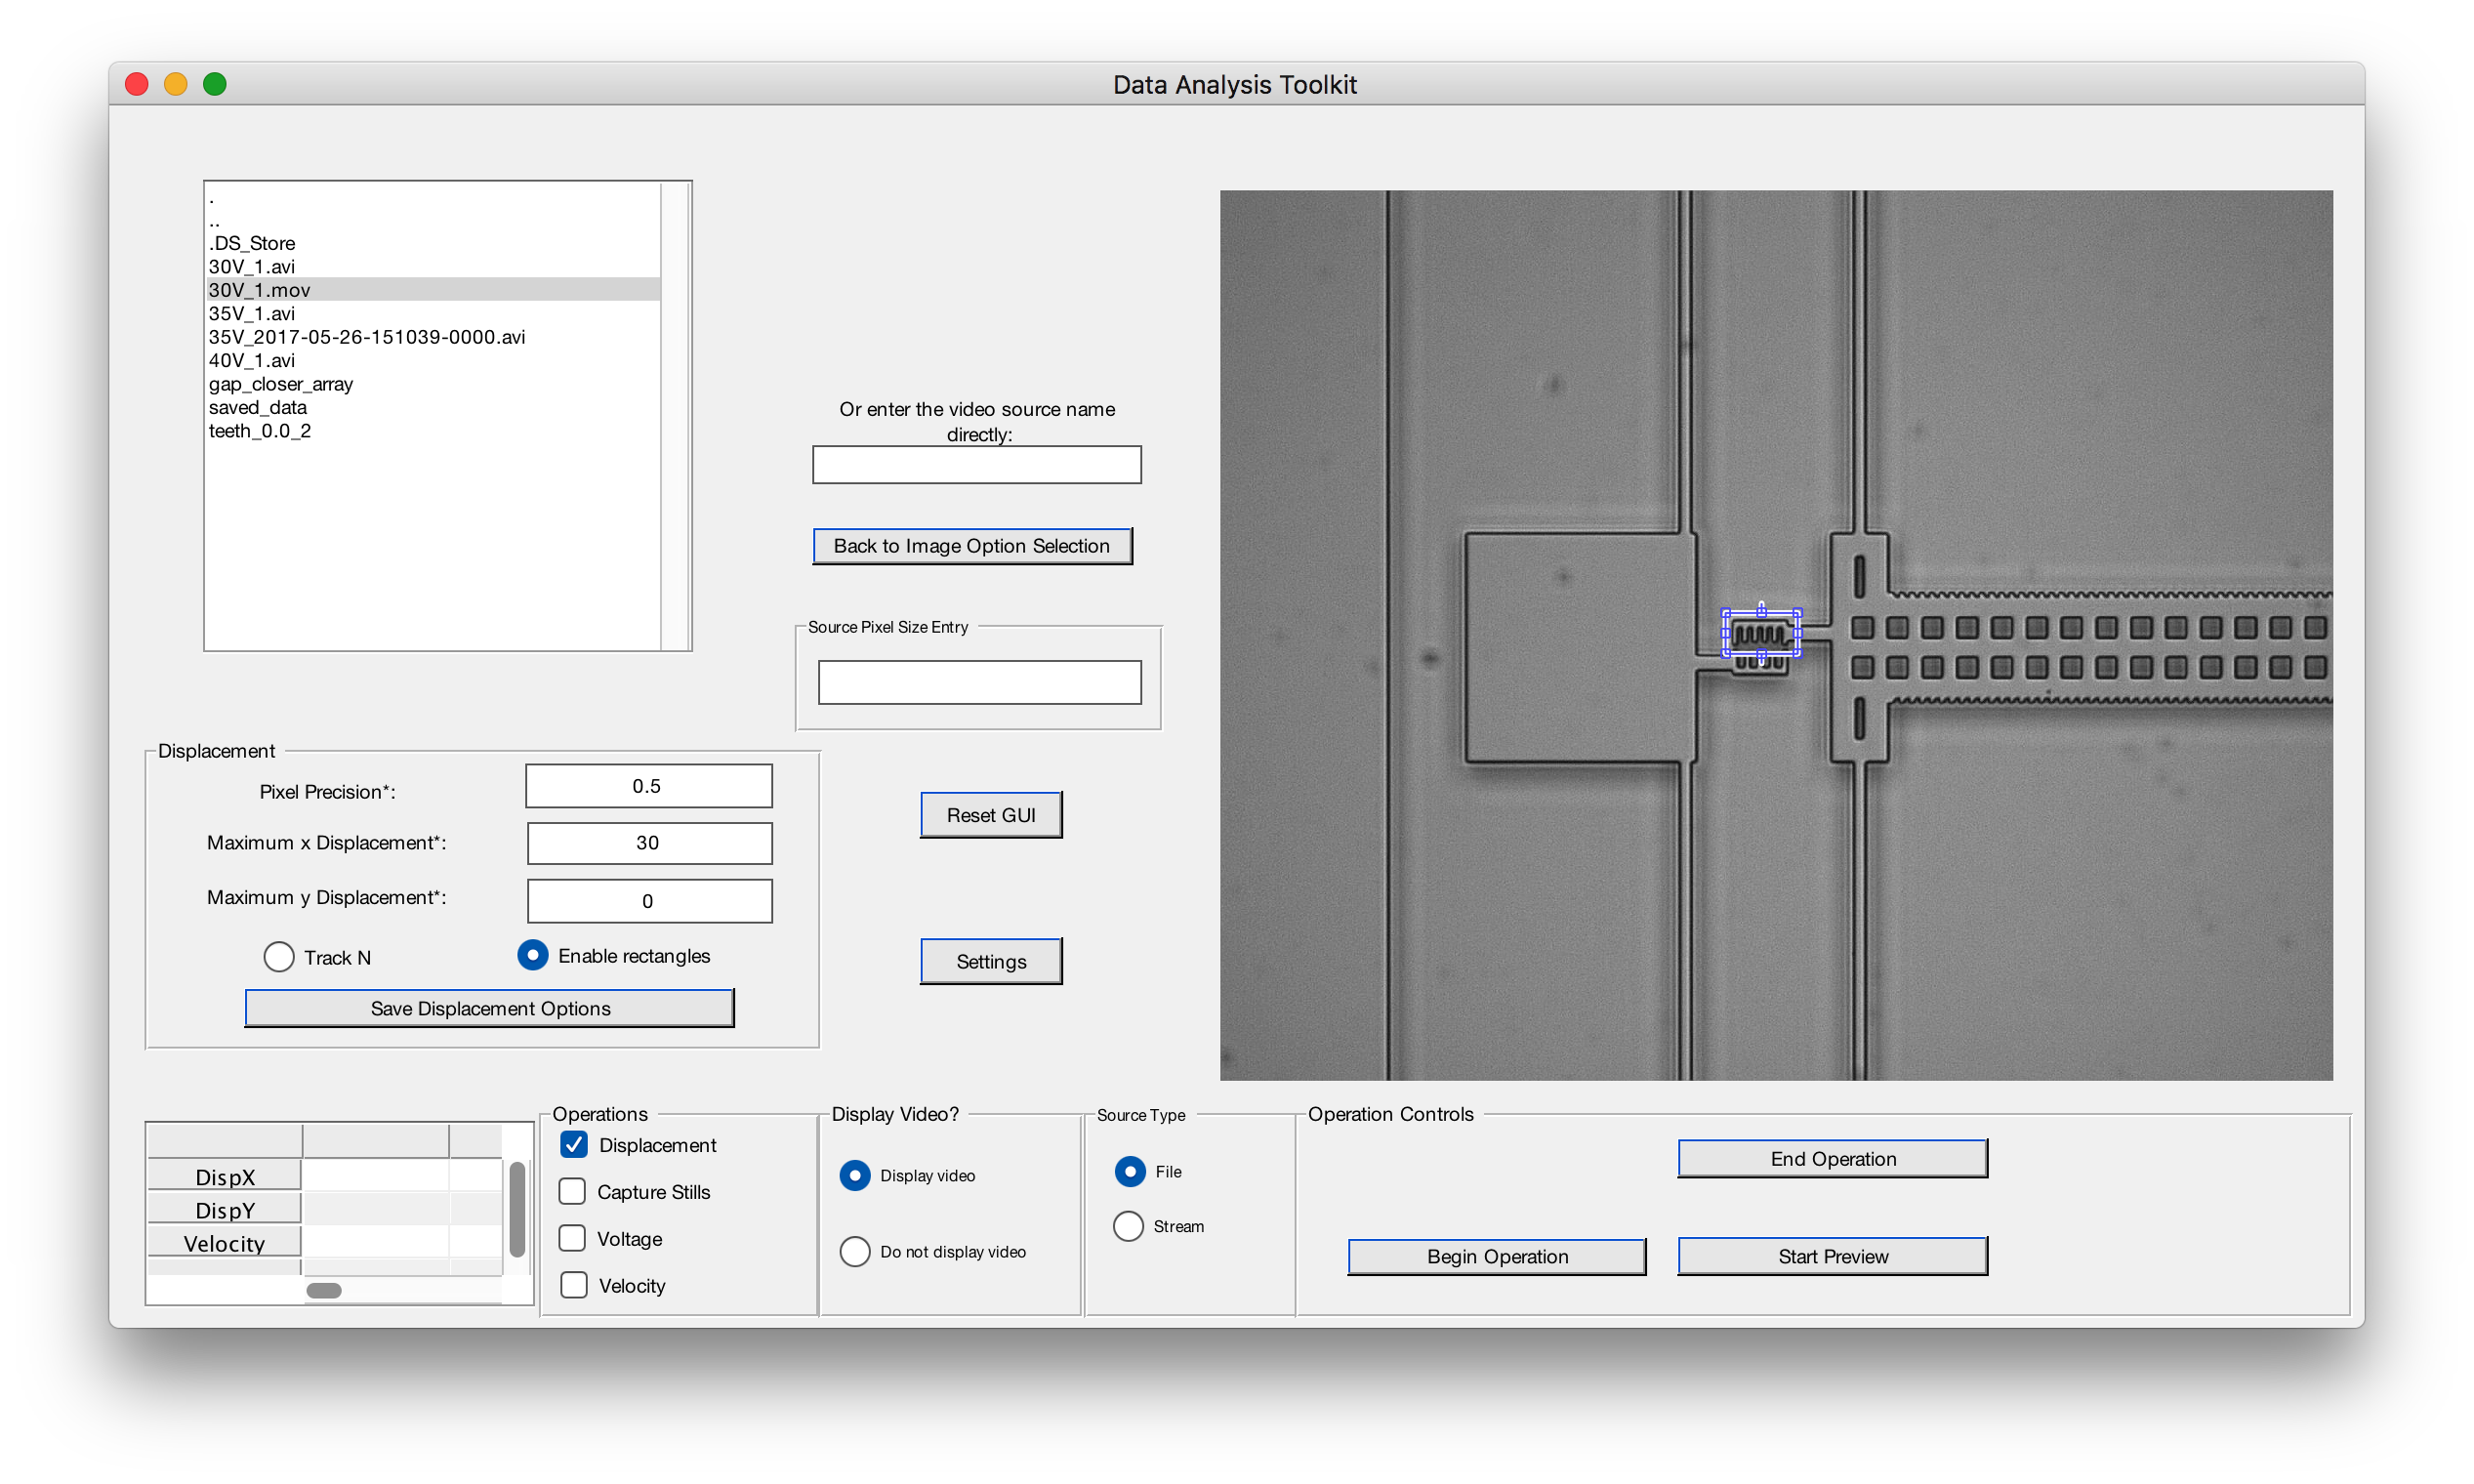 Data Analysis Toolkit
.
..
.DS_Store
30V_1.avi
30V_1.mov
35V_1.avi
35V_2017-05-26-151039-0000.avi
40V_1.avi
gap_closer_array
saved_data
teeth_0.0_2
Or enter the video source name
directly:
Back to Image Option Selection
Source Pixel Size Entry
Displacement
Pixel Precision*:
0.5
Maximum x Displacement*:
30
Maximum y Displacement*:
0
Track N
Enable rectangles
Save Displacement Options
Reset GUI
Settings
DispX
DispY
Velocity
Operations
Displacement
Capture Stills
Voltage
Velocity
Display Video?
Display video
Do not display video
Source Type
File
Stream
Operation Controls
End Operation
Begin Operation
Start Preview